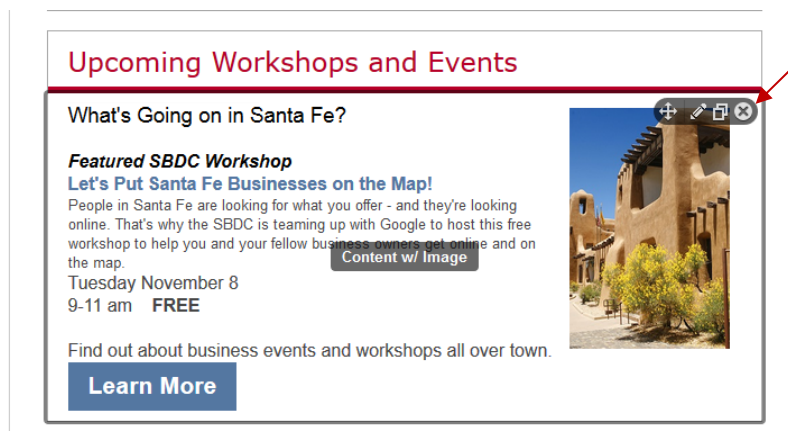 Upcoming Workshops and Events
What's Going on in Santa Fe?
Featured SBDC Workshop
Let's Put Santa Fe Businesses on the Map!
People in Santa Fe are looking for what you offer - and they're looking
online. That's why the SBDC is teaming up with Google to host this free
workshop to help you and your fellow business owners get online and on
the map.
Content w/ Image
Tuesday November 8
9-11 am FREE
Find out about business events and workshops all over town.
Learn More